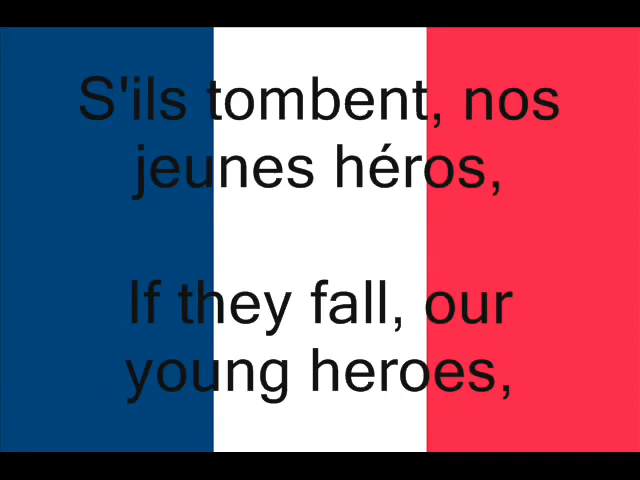 S'ils tombent, nos
jeunes héros,
If they fall, our
young heroes,